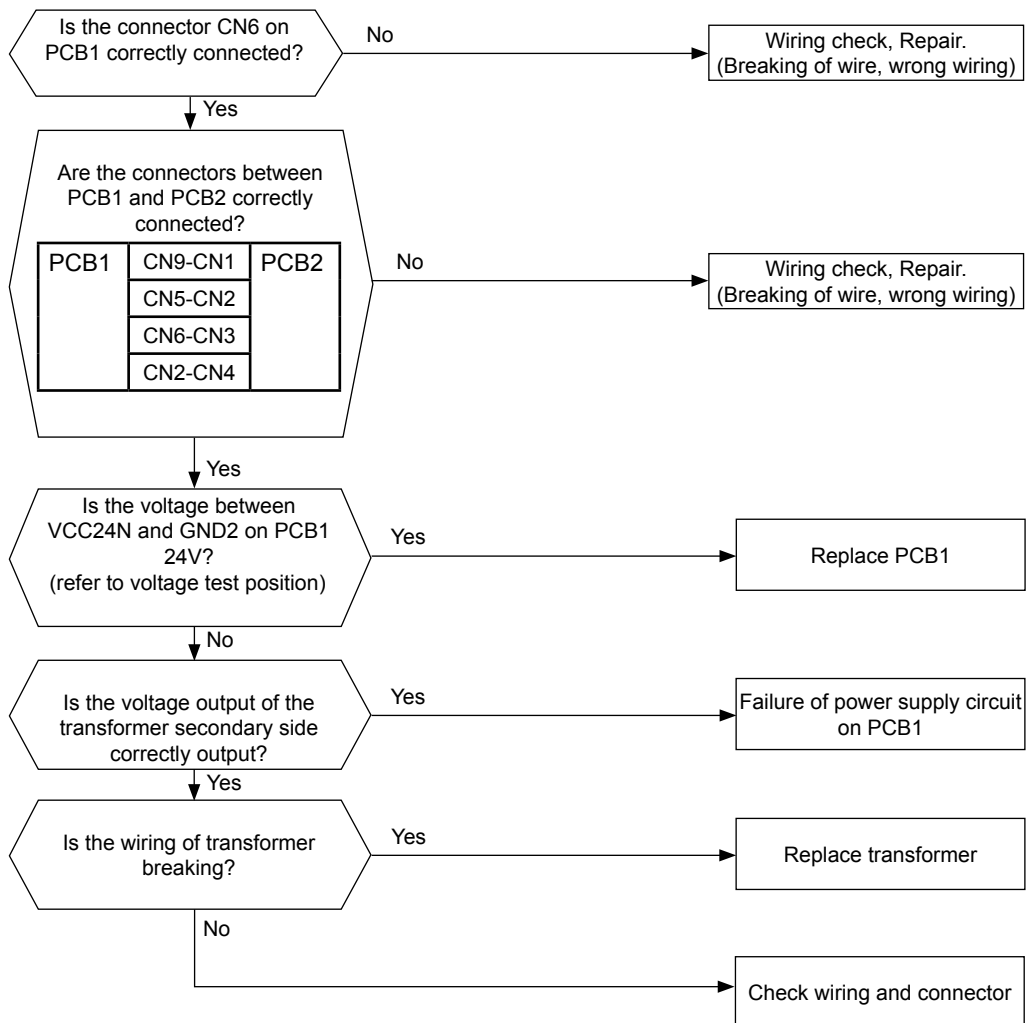 Is the connector CN6 on
PCB1 correctly connected?
No
Wiring check, Repair.
(Breaking of wire, wrong wiring)
Yes
Are the connectors between
PCB1 and PCB2 correctly
connected?
PCB1
CN9-CN1
PCB2
CN5-CN2
CN6-CN3
CN2-CN4
No
Wiring check, Repair.
(Breaking of wire, wrong wiring)
Yes
Is the voltage between
VCC24N and GND2 on PCB1
24V?
(refer to voltage test position)
Yes
Replace PCB1
No
Is the voltage output of the
transformer secondary side
correctly output?
Yes
Failure of power supply circuit
on PCB1
Yes
Is the wiring of transformer
breaking?
Yes
Replace transformer
No
Check wiring and connector